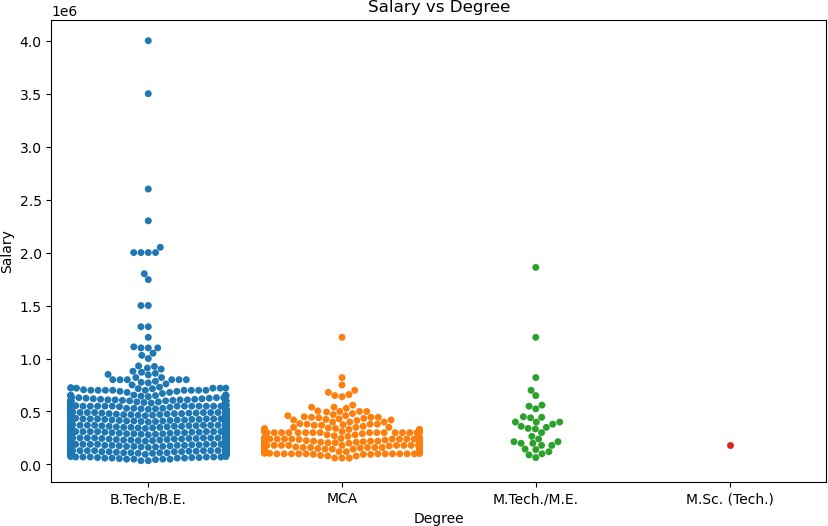 Salary vs Degree
1e6
4.0
3.5
3.0
2.5
2.0
1.5
1.0
0.5
0.0
Salary
B.Tech/B.E.
MCA
M.Tech./M.E.
M.Sc. (Tech.)
Degree